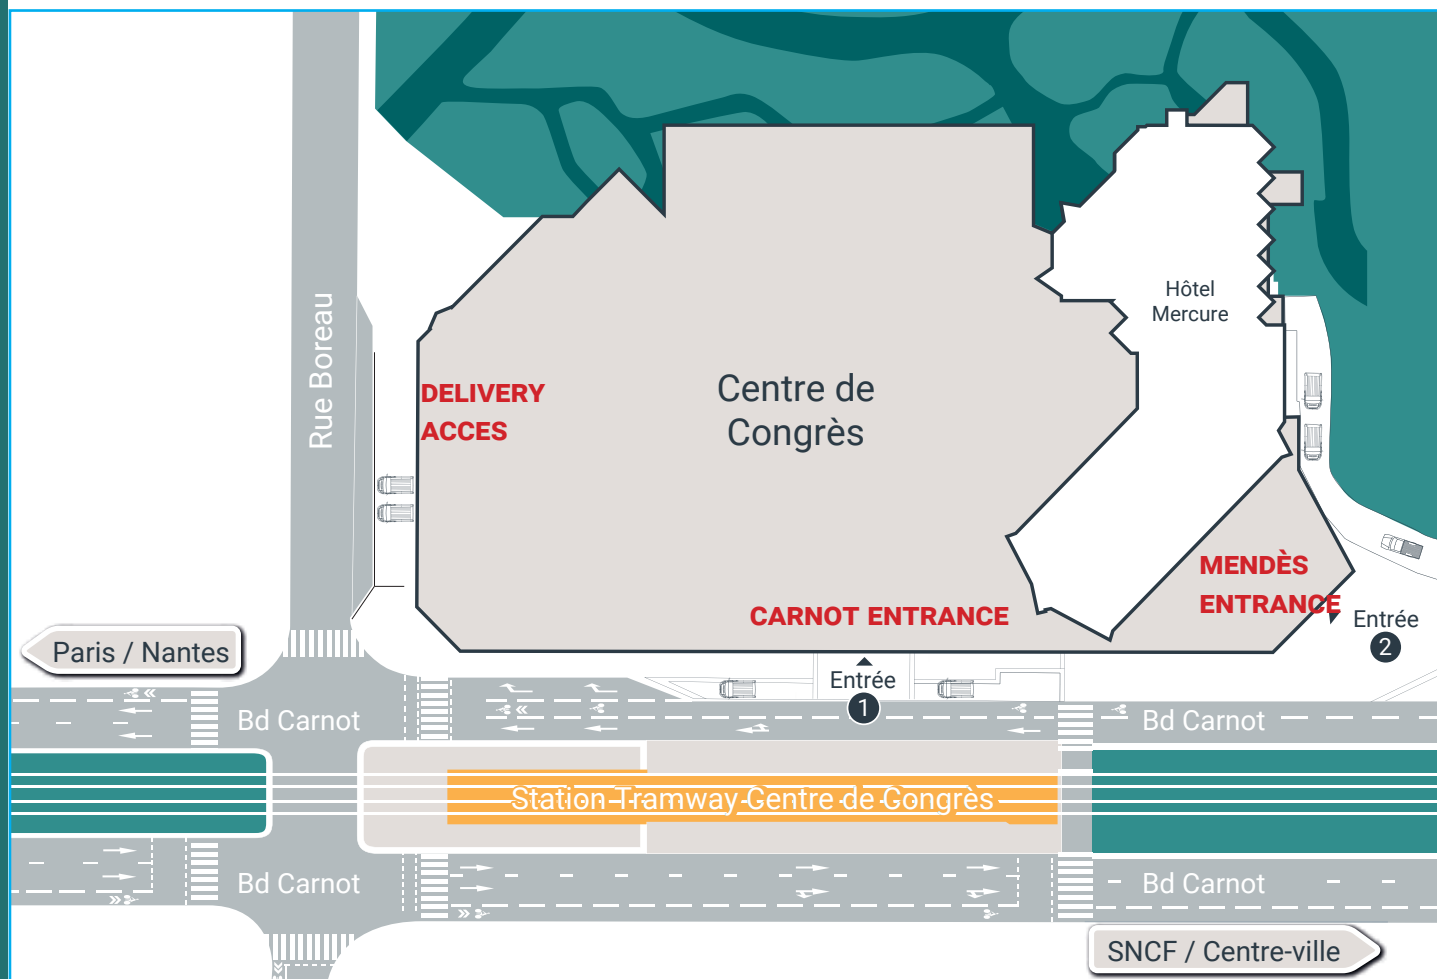 Hôtel
Mercure
Rue Boreau
DELIVERY
ACCES
Centre de
Congrès
MENDÈS
ENTRANCE
CARNOT ENTRANCE
Entrée
2
Paris / Nantes
Entrée
1
Bd Carnot
Bd Carnot
Station Tramway Centre de Congrès
Bd Carnot
Bd Carnot
SNCF / Centre-ville